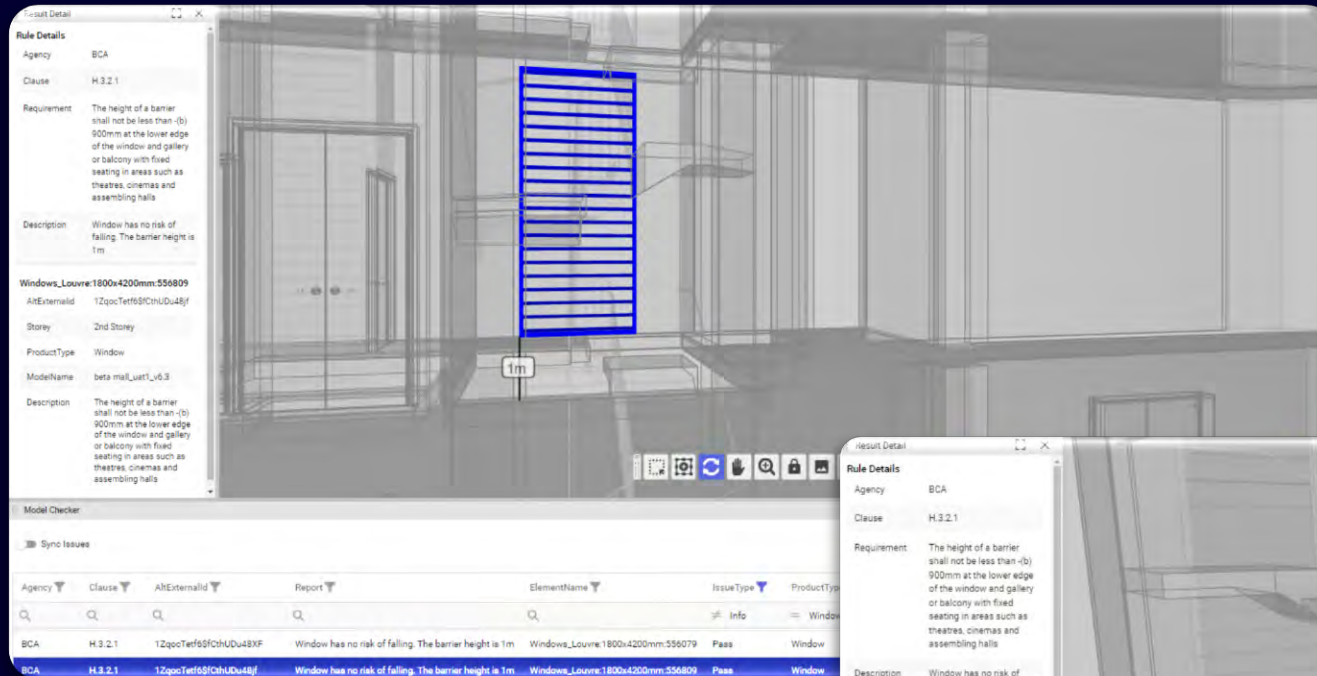 Result Detail
Rule Details
Agency BCA
Clause H.3.2.1
Requirement The height of a barrier
shall not be less than -(b)
900mm at the lower edge
of the window and gallery
or balcony with fixed
seating in areas such as
theatres, cinemas and
assembling halls
Description Window has no risk of
falling. The barrier height is
1m
Windows_Louvre:1800x4200mm:556809
AltExternalId 1ZqocTetf6$fCthUDu48jf
Storey 2nd Storey
ProductType Window
ModelName beta mall_uat1_v6.3
Description The height of a barrier
shall not be less than -(b)
900mm at the lower edge
of the window and gallery
or balcony with fixed
seating in areas such as
theatres, cinemas and
assembling halls
1m
Model Checker
Sync Issues
Agency Clause AltExternalId Report ElementName IssueType ProductTyp
≠ Info = Window
BCA H.3.2.1 1ZqocTetf6$fCthUDu48XF Window has no risk of falling. The barrier height is 1m Windows_Louvre:1800x4200mm:556079 Pass Window
BCA H.3.2.1 1ZqocTetf6$fCthUDu48jf Window has no risk of falling. The barrier height is 1m Windows_Louvre:1800x4200mm:556809 Pass Window
Result Detail
Rule Details
Agency BCA
Clause H.3.2.1
Requirement The height of a barrier
shall not be less than -(b)
900mm at the lower edge
of the window and gallery
or balcony with fixed
seating in areas such as
theatres, cinemas and
assembling halls
Description Window has no risk of